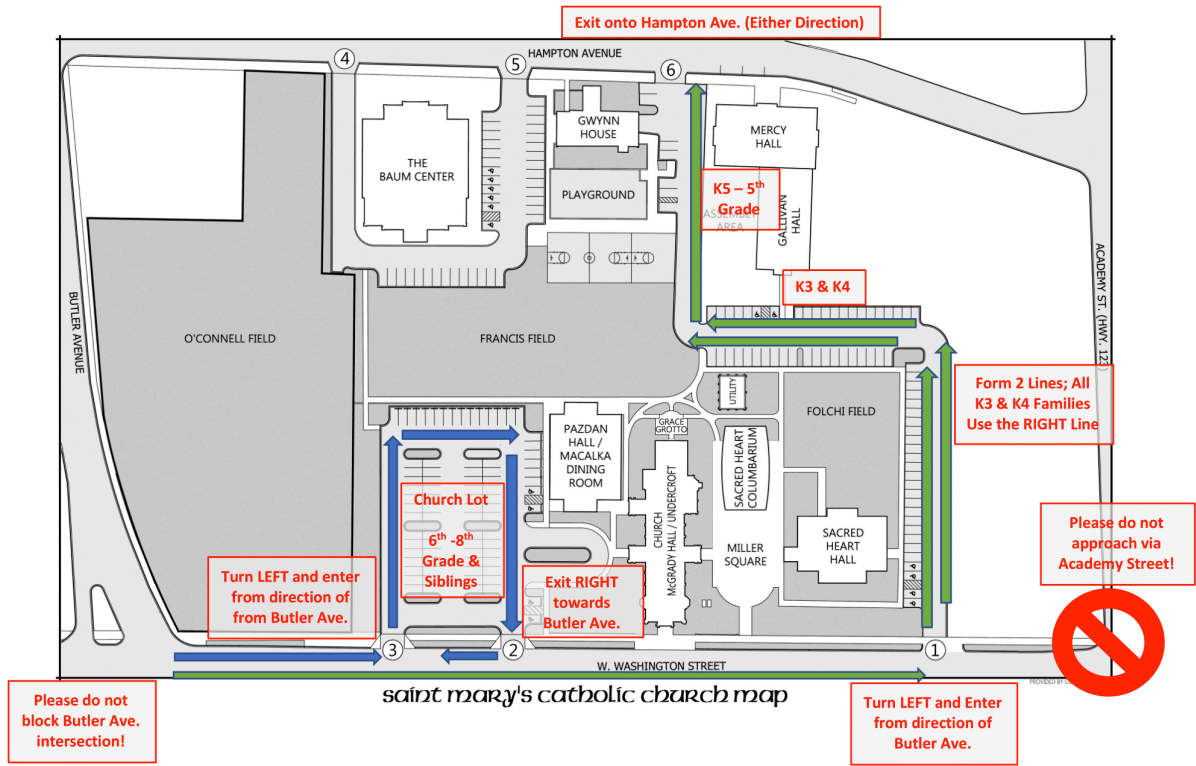 Exit onto Hampton Ave. (Either Direction)
HAMPTON AVENUE
4
5
6
GWYNN
HOUSE
MERCY
HALL
THE
BAUM CENTER
PLAYGROUND
K5 – 5th
Grade
ASSEMBLY
AREA
GALLIVAN
HALL
K3 & K4
ACADEMY ST. (HWY. 123)
BUTLER AVENUE
O'CONNELL FIELD
FRANCIS FIELD
Form 2 Lines; All
K3 & K4 Families
Use the RIGHT Line
UTILITY
FOLCHI FIELD
GRACE
GROTTO
PAZDAN
HALL /
MACALKA
DINING
ROOM
SACRED HEART
COLUMBARIUM
CHURCH
McGRADY HALL / UNDERCROFT
Church Lot
6th -8th
Grade &
Siblings
SACRED
HEART
HALL
MILLER
SQUARE
Please do not
approach via
Academy Street!
Turn LEFT and enter
from direction of
from Butler Ave.
Exit RIGHT
towards
Butler Ave.
3
2
1
W. WASHINGTON STREET
PROVIDED BY
saint mary's catholic church map
Please do not
block Butler Ave.
intersection!
Turn LEFT and Enter
from direction of
Butler Ave.